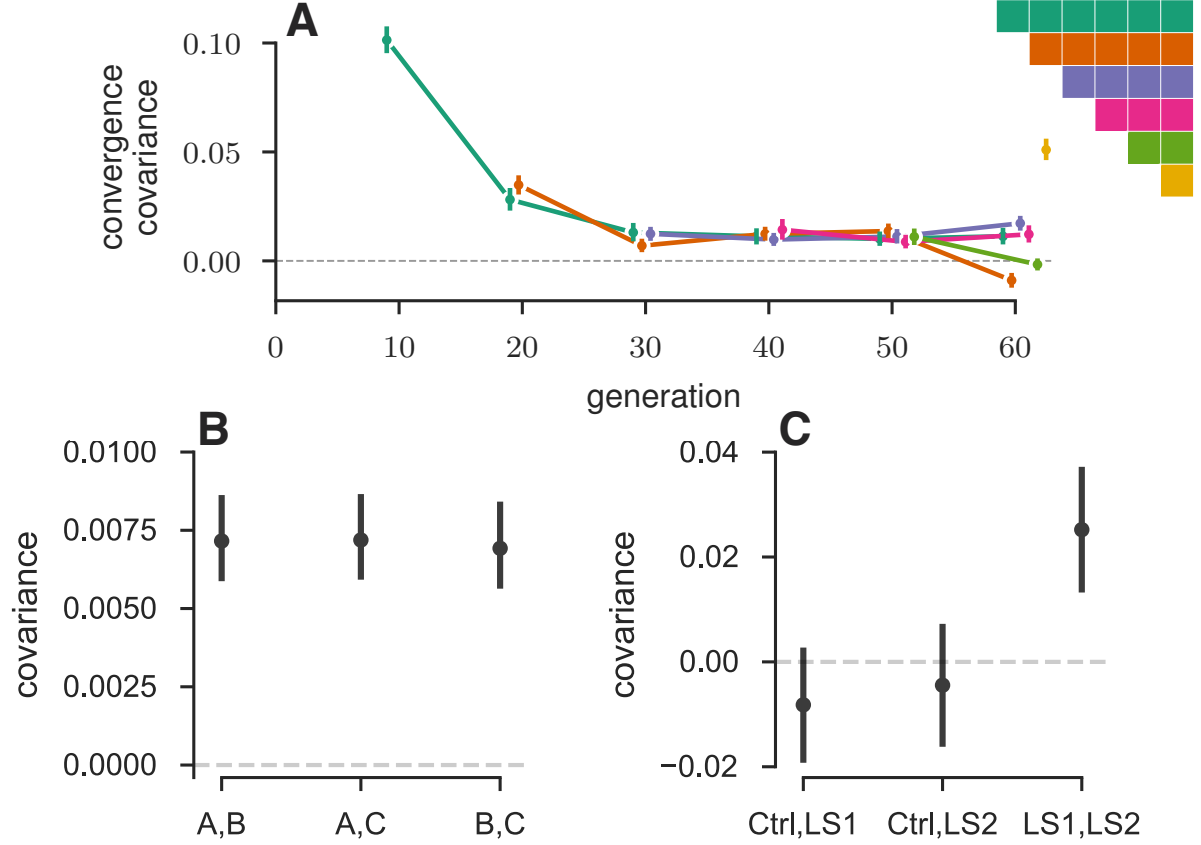 A
convergence
covariance
0.10
0.05
0.00
0
10
20
30
40
50
60
generation
B
covariance
0.0100
0.0075
0.0050
0.0025
0.0000
A,B
A,C
B,C
C
covariance
0.04
0.02
0.00
−0.02
Ctrl,LS1
Ctrl,LS2
LS1,LS2